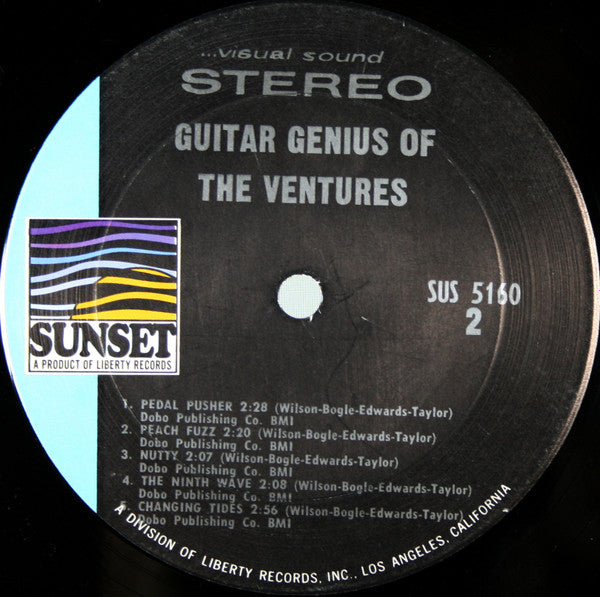 ...visual sound
STEREO
GUITAR GENIUS OF
THE VENTURES
SUNSET
A PRODUCT OF LIBERTY RECORDS
SUS 5160
2
1. PEDAL PUSHER 2:28 (Wilson-Bogle-Edwards-Taylor)
Dobo Publishing Co. BMI
2. PEACH FUZZ 2:20 (Wilson-Bogle-Edwards-Taylor)
Dobo Publishing Co. BMI
3. NUTTY 2:07 (Wilson-Bogle-Edwards-Taylor)
Dobo Publishing Co. BMI
4. THE NINTH WAVE 2:08 (Wilson-Bogle-Edwards-Taylor)
Dobo Publishing Co. BMI
5. CHANGING TIDES 2:56 (Wilson-Bogle-Edwards-Taylor)
Dobo Publishing Co. BMI
A DIVISION OF LIBERTY RECORDS, INC., LOS ANGELES, CALIFORNIA